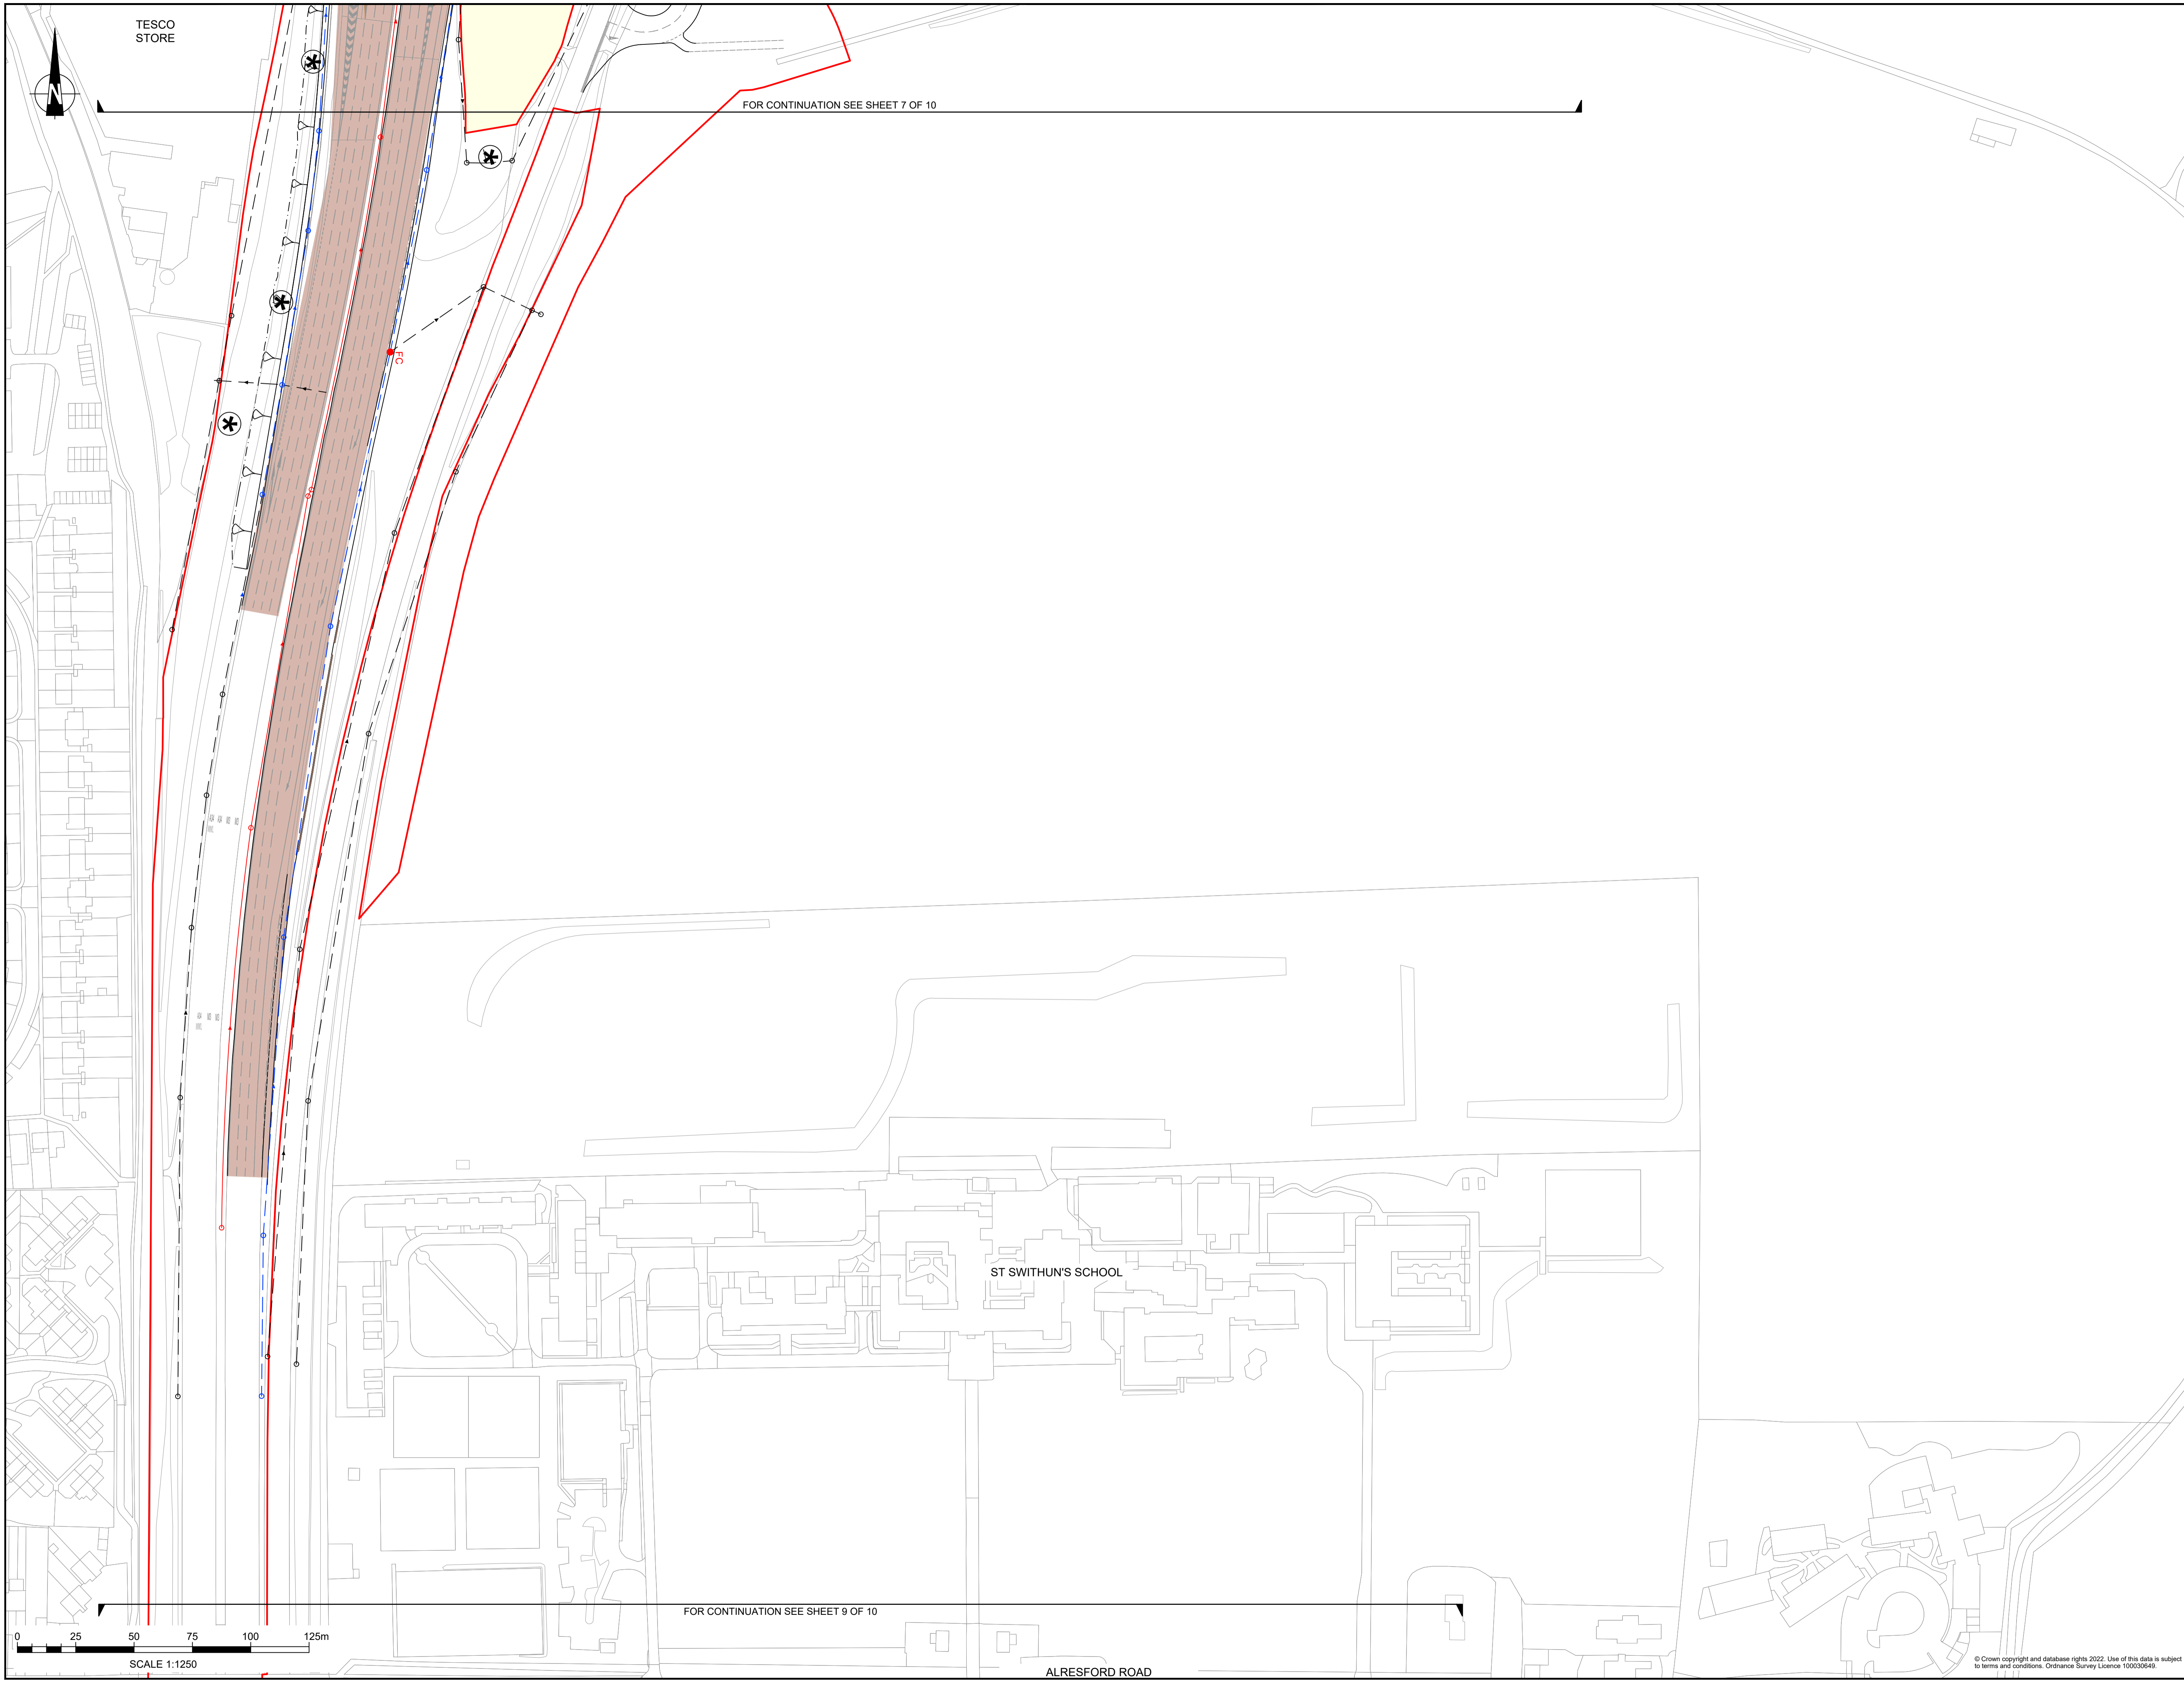 TESCO
STORE
N
FOR CONTINUATION SEE SHEET 7 OF 10
FC
ST SWITHUN'S SCHOOL
FOR CONTINUATION SEE SHEET 9 OF 10
0 25 50 75 100 125m
SCALE 1:1250
ALRESFORD ROAD
© Crown copyright and database rights 2022. Use of this data is subject
to terms and conditions. Ordnance Survey Licence 100030649.